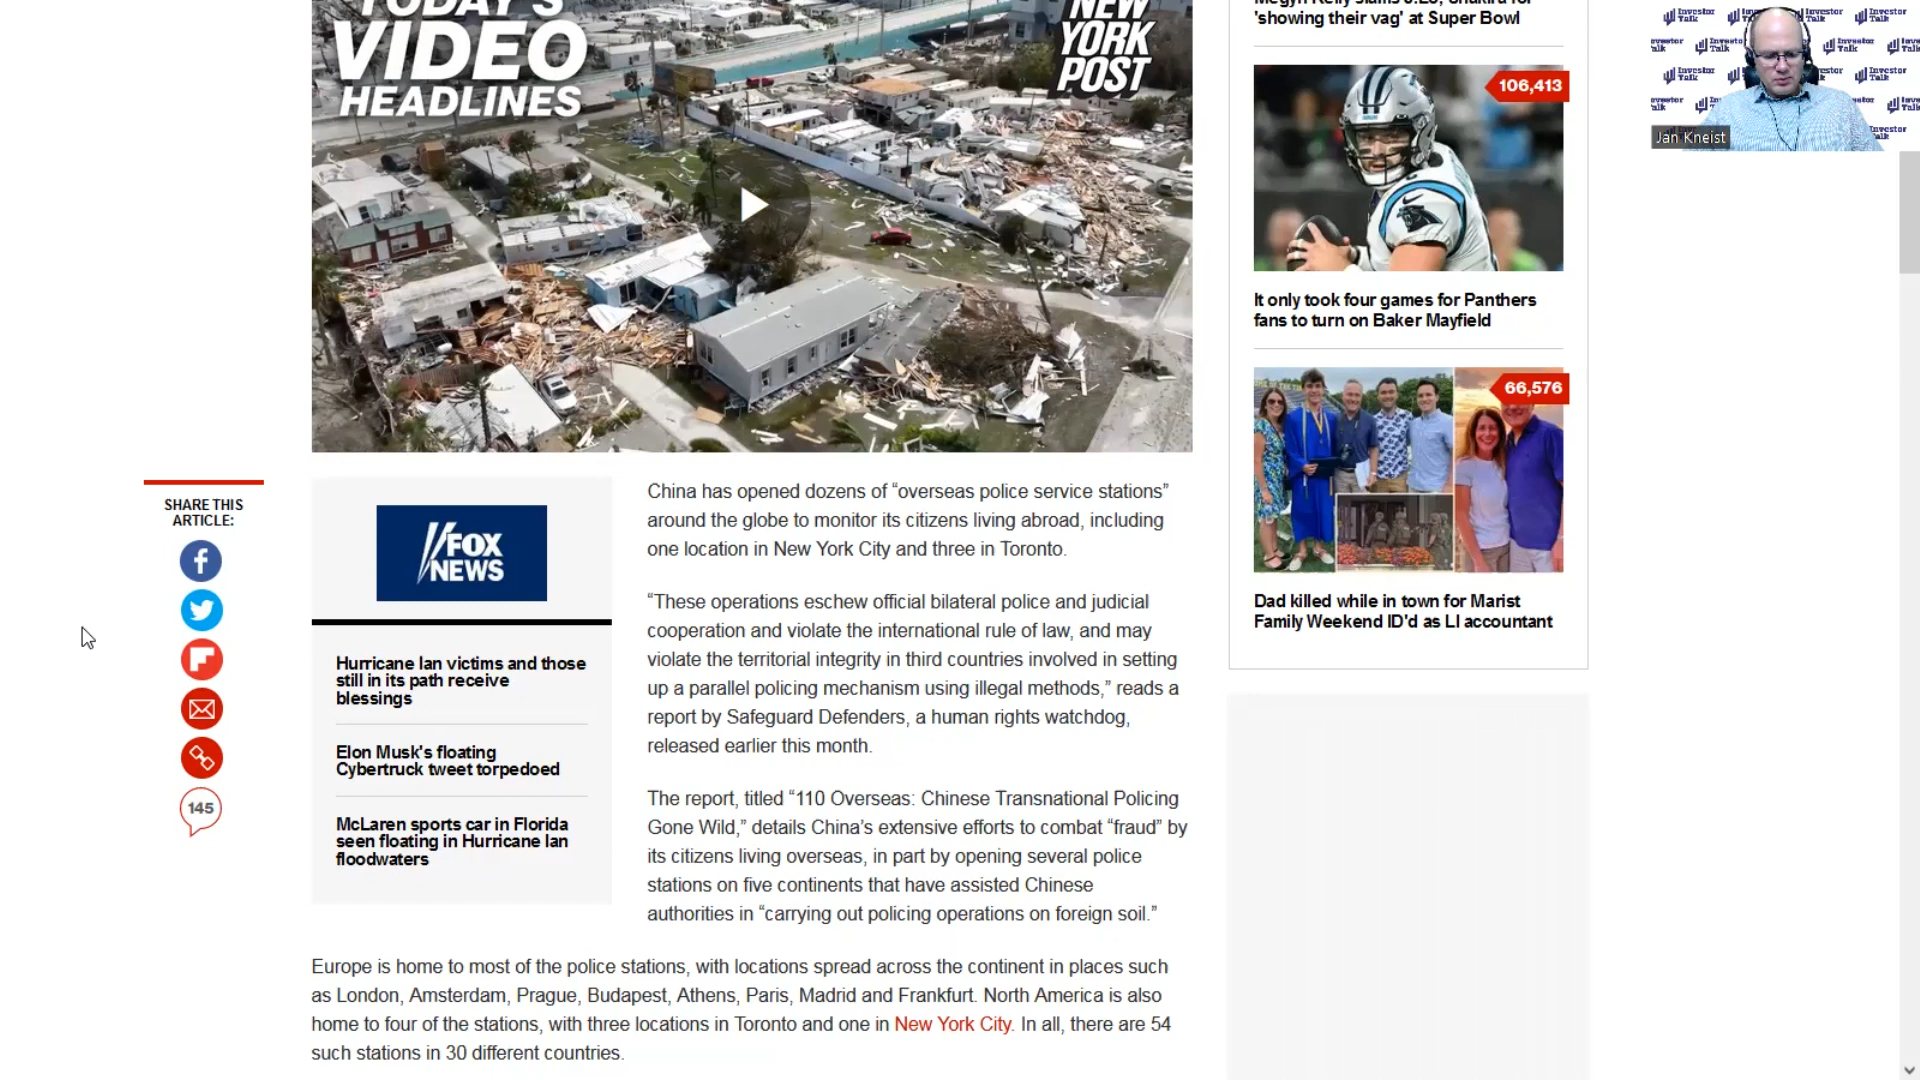 TODAY'S
VIDEO
HEADLINES
NEW
YORK
POST
SHARE THIS
ARTICLE:
145
FOX
NEWS
Hurricane Ian victims and those
still in its path receive
blessings
Elon Musk's floating
Cybertruck tweet torpedoed
McLaren sports car in Florida
seen floating in Hurricane Ian
floodwaters
China has opened dozens of “overseas police service stations”
around the globe to monitor its citizens living abroad, including
one location in New York City and three in Toronto.
“These operations eschew official bilateral police and judicial
cooperation and violate the international rule of law, and may
violate the territorial integrity in third countries involved in setting
up a parallel policing mechanism using illegal methods,” reads a
report by Safeguard Defenders, a human rights watchdog,
released earlier this month.
The report, titled “110 Overseas: Chinese Transnational Policing
Gone Wild,” details China’s extensive efforts to combat “fraud” by
its citizens living overseas, in part by opening several police
stations on five continents that have assisted Chinese
authorities in “carrying out policing operations on foreign soil.”
Europe is home to most of the police stations, with locations spread across the continent in places such
as London, Amsterdam, Prague, Budapest, Athens, Paris, Madrid and Frankfurt. North America is also
home to four of the stations, with three locations in Toronto and one in New York City. In all, there are 54
such stations in 30 different countries.
'showing their vag' at Super Bowl
106,413
It only took four games for Panthers
fans to turn on Baker Mayfield
66,576
Dad killed while in town for Marist
Family Weekend ID'd as LI accountant
Investor
Talk
Jan Kneist